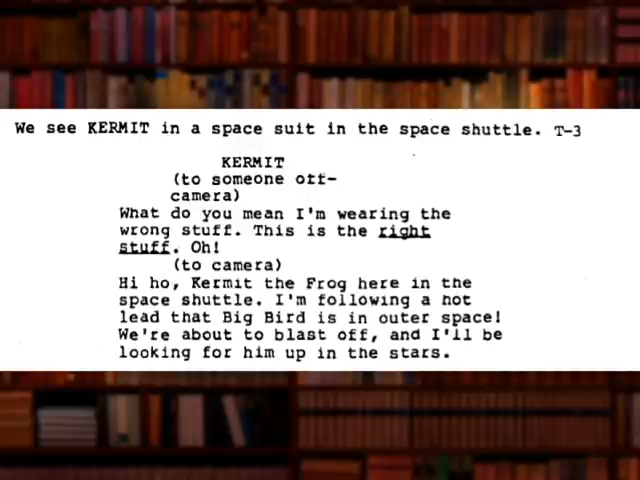 We see KERMIT in a space suit in the space shuttle. T-3
KERMIT
(to someone off-
camera)
What do you mean I'm wearing the
wrong stuff. This is the right
stuff. Oh!
(to camera)
Hi ho, Kermit the Frog here in the
space shuttle. I'm following a hot
lead that Big Bird is in outer space!
We're about to blast off, and I'll be
looking for him up in the stars.